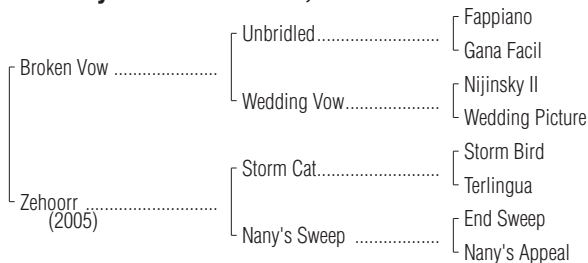 Fappiano
Unbridled
Gana Facil
Broken Vow
Nijinsky II
Wedding Vow
Wedding Picture
Storm Bird
Storm Cat
Terlingua
Zehoorr
(2005)
End Sweep
Nany's Sweep
Nany's Appeal